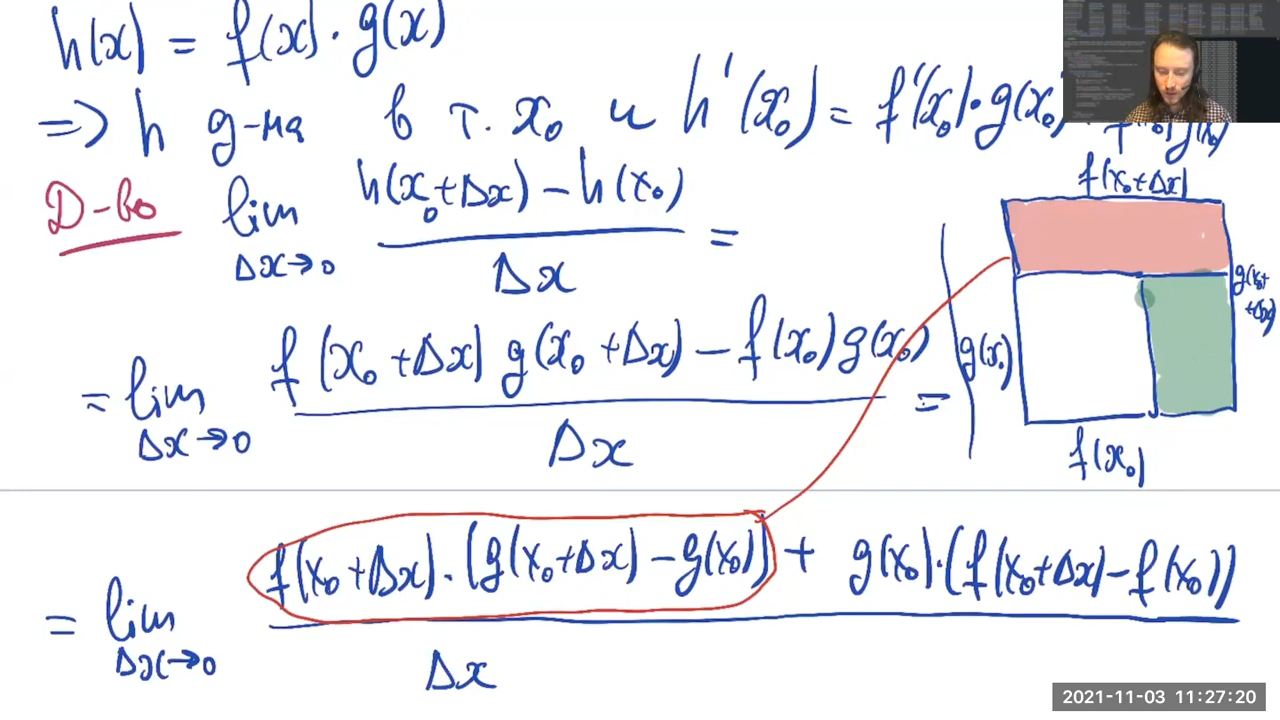 h(x) = f(x) · g(x)
=> h g-ма в т. x₀ и h'(x₀) = f'(x₀)·g(x₀)
Д-во lim Δx→0 h(x₀+Δx) − h(x₀) / Δx =
= lim Δx→0 f(x₀+Δx) g(x₀+Δx) − f(x₀)g(x₀) / Δx =
f(x₀+Δx)
g(x₀+Δx)
g(x₀)
f(x₀)
= lim Δx→0 f(x₀+Δx)·(g(x₀+Δx) − g(x₀)) + g(x₀)·(f(x₀+Δx) − f(x₀)) / Δx
2021-11-03 11:27:20